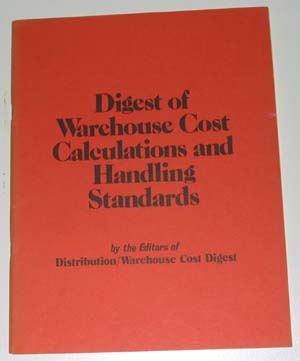 Digest of
Warehouse Cost
Calculations and
Handling
Standards
by the Editors of
Distribution/Warehouse Cost Digest